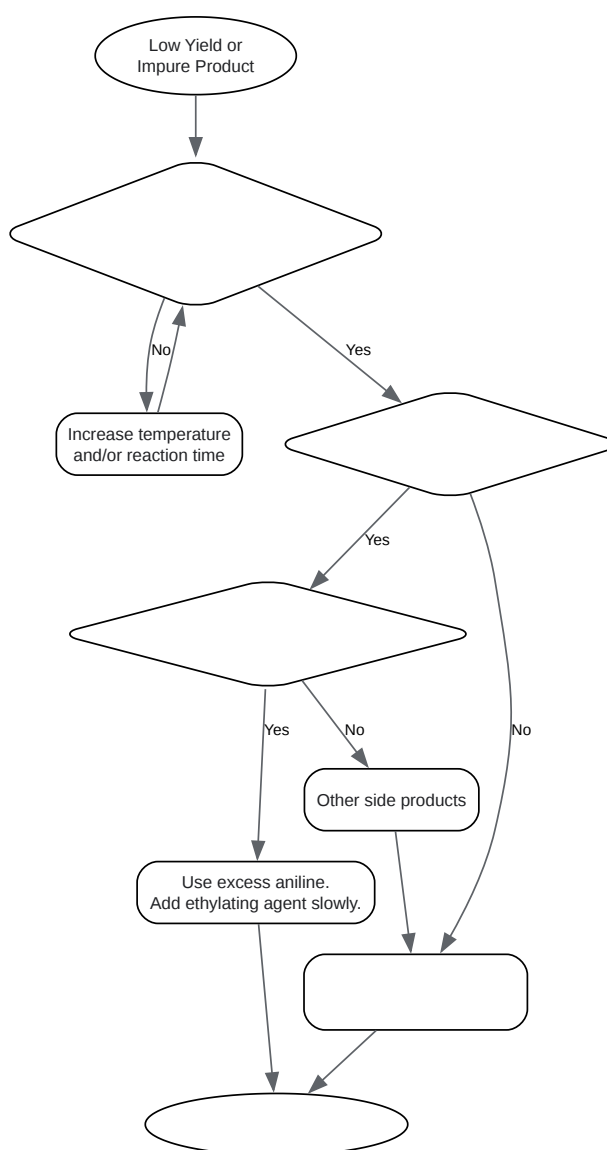 Low Yield or
Impure Product
No
Yes
Increase temperature
and/or reaction time
Yes
Yes
No
No
Other side products
Use excess aniline.
Add ethylating agent slowly.